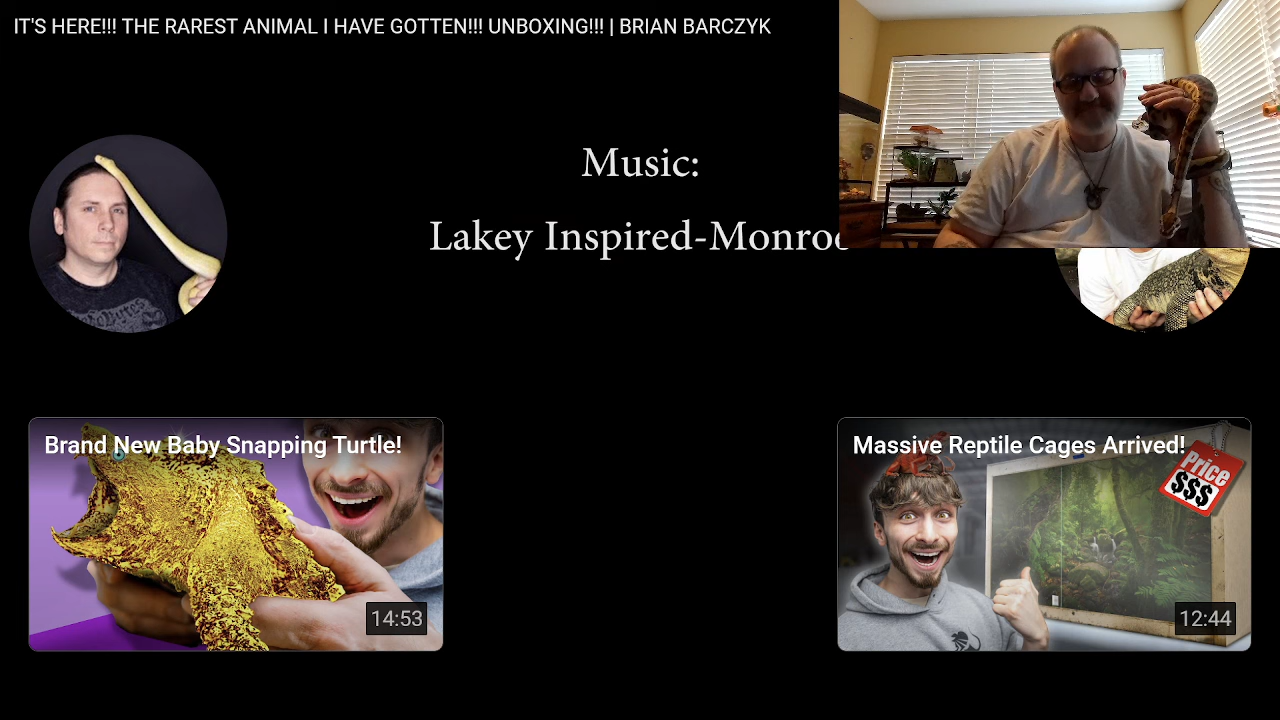 IT'S HERE!!! THE RAREST ANIMAL I HAVE GOTTEN!!! UNBOXING!!! | BRIAN BARCZYK
Music:
Lakey Inspired-Monroe
Brand New Baby Snapping Turtle!
14:53
Massive Reptile Cages Arrived!
Price
$$$
12:44